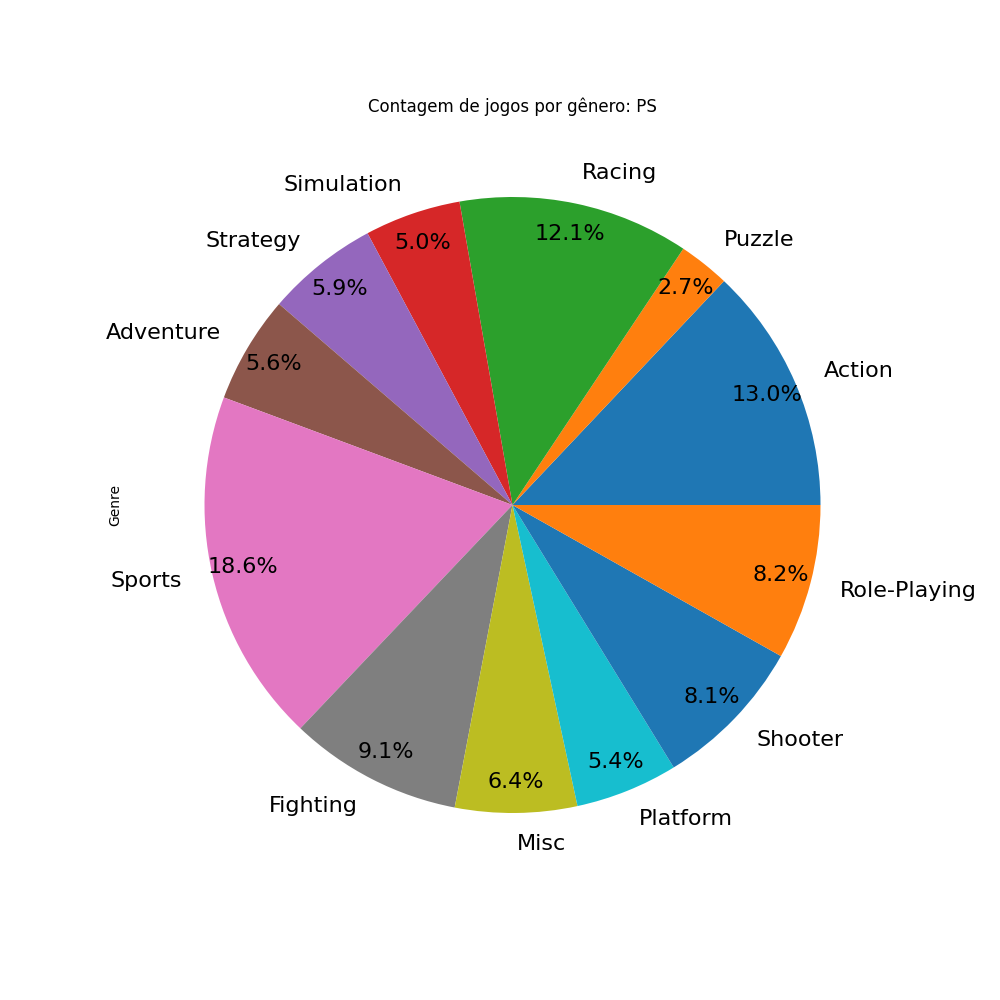 Contagem de jogos por gênero: PS
Racing
Simulation
Puzzle
Strategy
12.1%
5.0%
2.7%
5.9%
Adventure
5.6%
Action
13.0%
Genre
18.6%
Sports
8.2%
Role-Playing
8.1%
Shooter
9.1%
5.4%
6.4%
Fighting
Platform
Misc